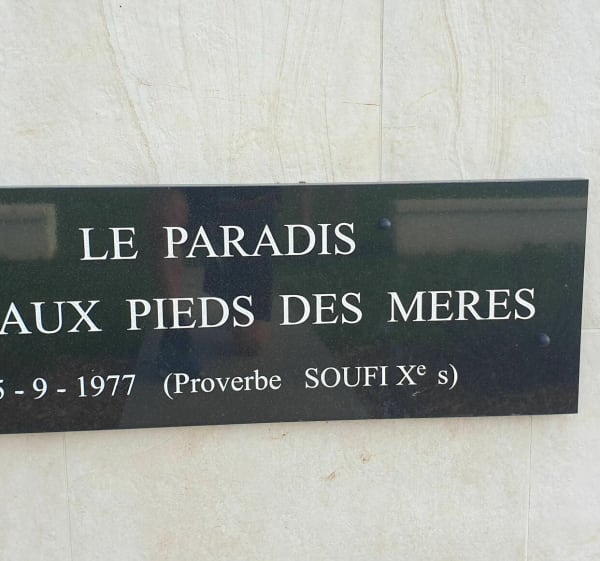 LE PARADIS
AUX PIEDS DES MERES
5 - 9 - 1977 (Proverbe SOUFI Xe s)